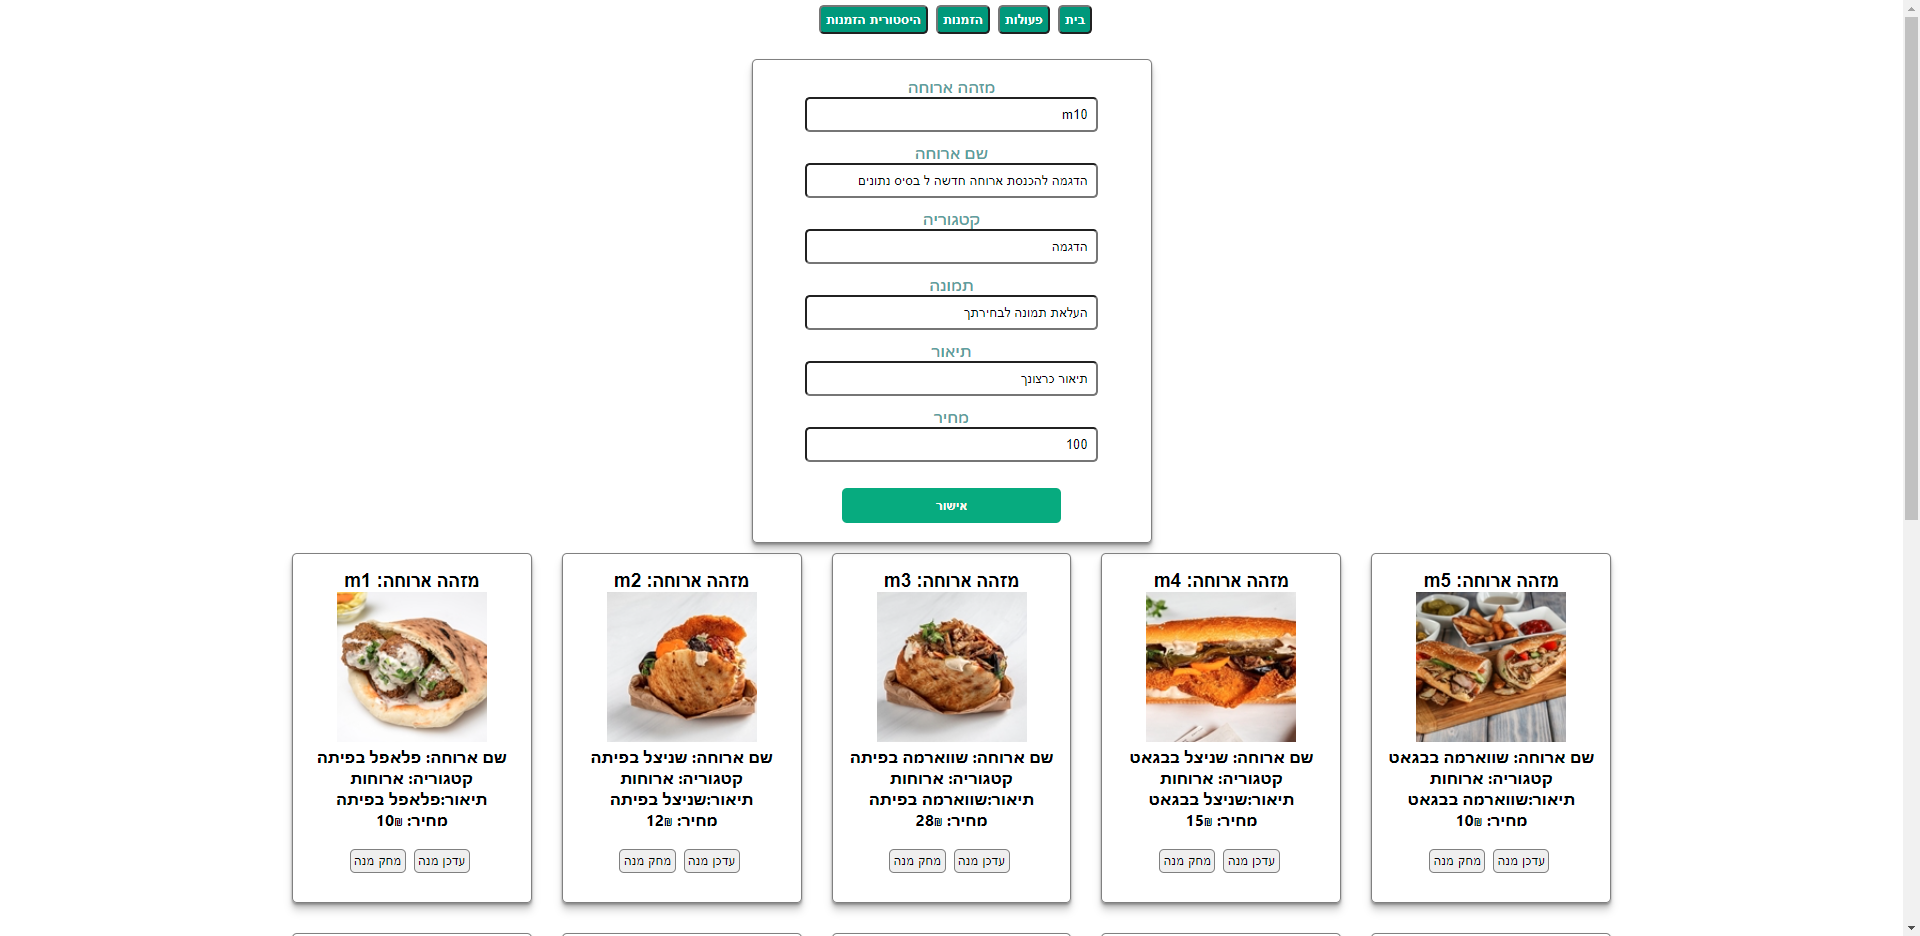 בית
פעולות
הזמנות
היסטורית הזמנות
מזהה ארוחה
m10
שם ארוחה
הדגמה להכנסת ארוחה חדשה ל בסיס נתונים
קטגוריה
הדגמה
תמונה
העלאת תמונה לבחירתך
תיאור
תיאור כרצונך
מחיר
100
אישור
מזהה ארוחה: m5
שם ארוחה: שווארמה בבגאט
קטגוריה: ארוחות
תיאור:שווארמה בבגאט
מחיר: 10₪
עדכן מנה
מחק מנה
מזהה ארוחה: m4
שם ארוחה: שניצל בבגאט
קטגוריה: ארוחות
תיאור:שניצל בבגאט
מחיר: 15₪
עדכן מנה
מחק מנה
מזהה ארוחה: m3
שם ארוחה: שווארמה בפיתה
קטגוריה: ארוחות
תיאור:שווארמה בפיתה
מחיר: 28₪
עדכן מנה
מחק מנה
מזהה ארוחה: m2
שם ארוחה: שניצל בפיתה
קטגוריה: ארוחות
תיאור:שניצל בפיתה
מחיר: 12₪
עדכן מנה
מחק מנה
מזהה ארוחה: m1
שם ארוחה: פלאפל בפיתה
קטגוריה: ארוחות
תיאור:פלאפל בפיתה
מחיר: 10₪
עדכן מנה
מחק מנה